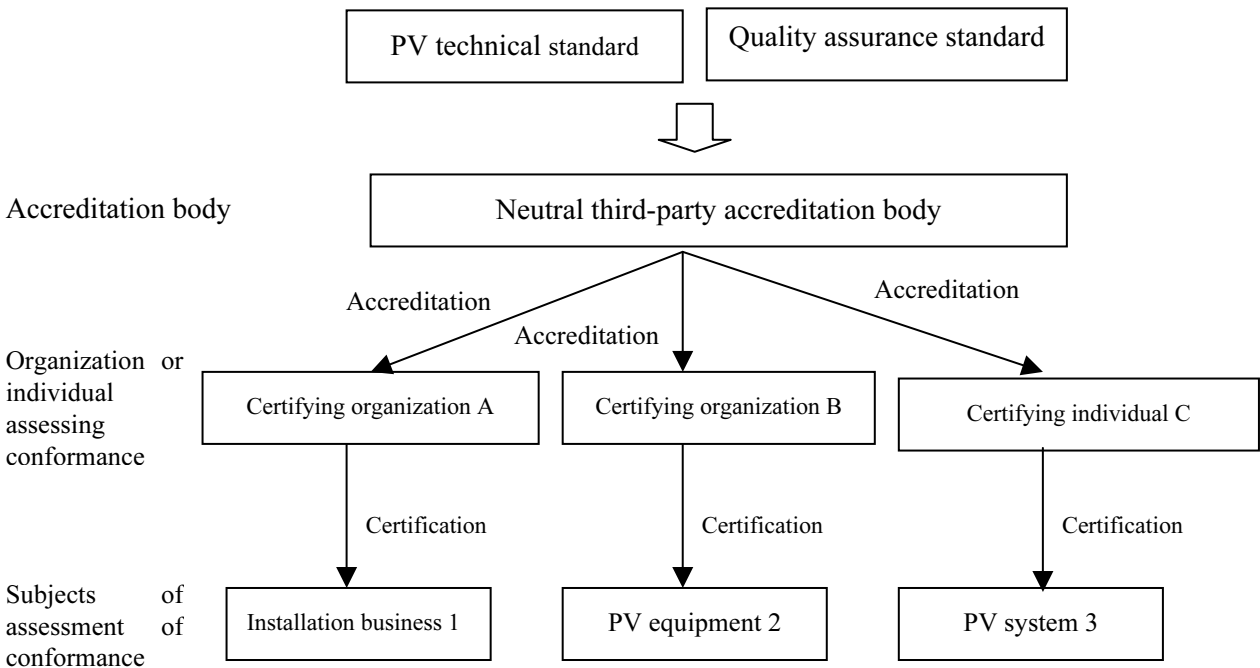 PV technical standard
Quality assurance standard
Accreditation body
Neutral third-party accreditation body
Accreditation
Accreditation
Accreditation
Organization or
individual
assessing
conformance
Certifying organization A
Certifying organization B
Certifying individual C
Certification
Certification
Certification
Subjects of
assessment of
conformance
Installation business 1
PV equipment 2
PV system 3